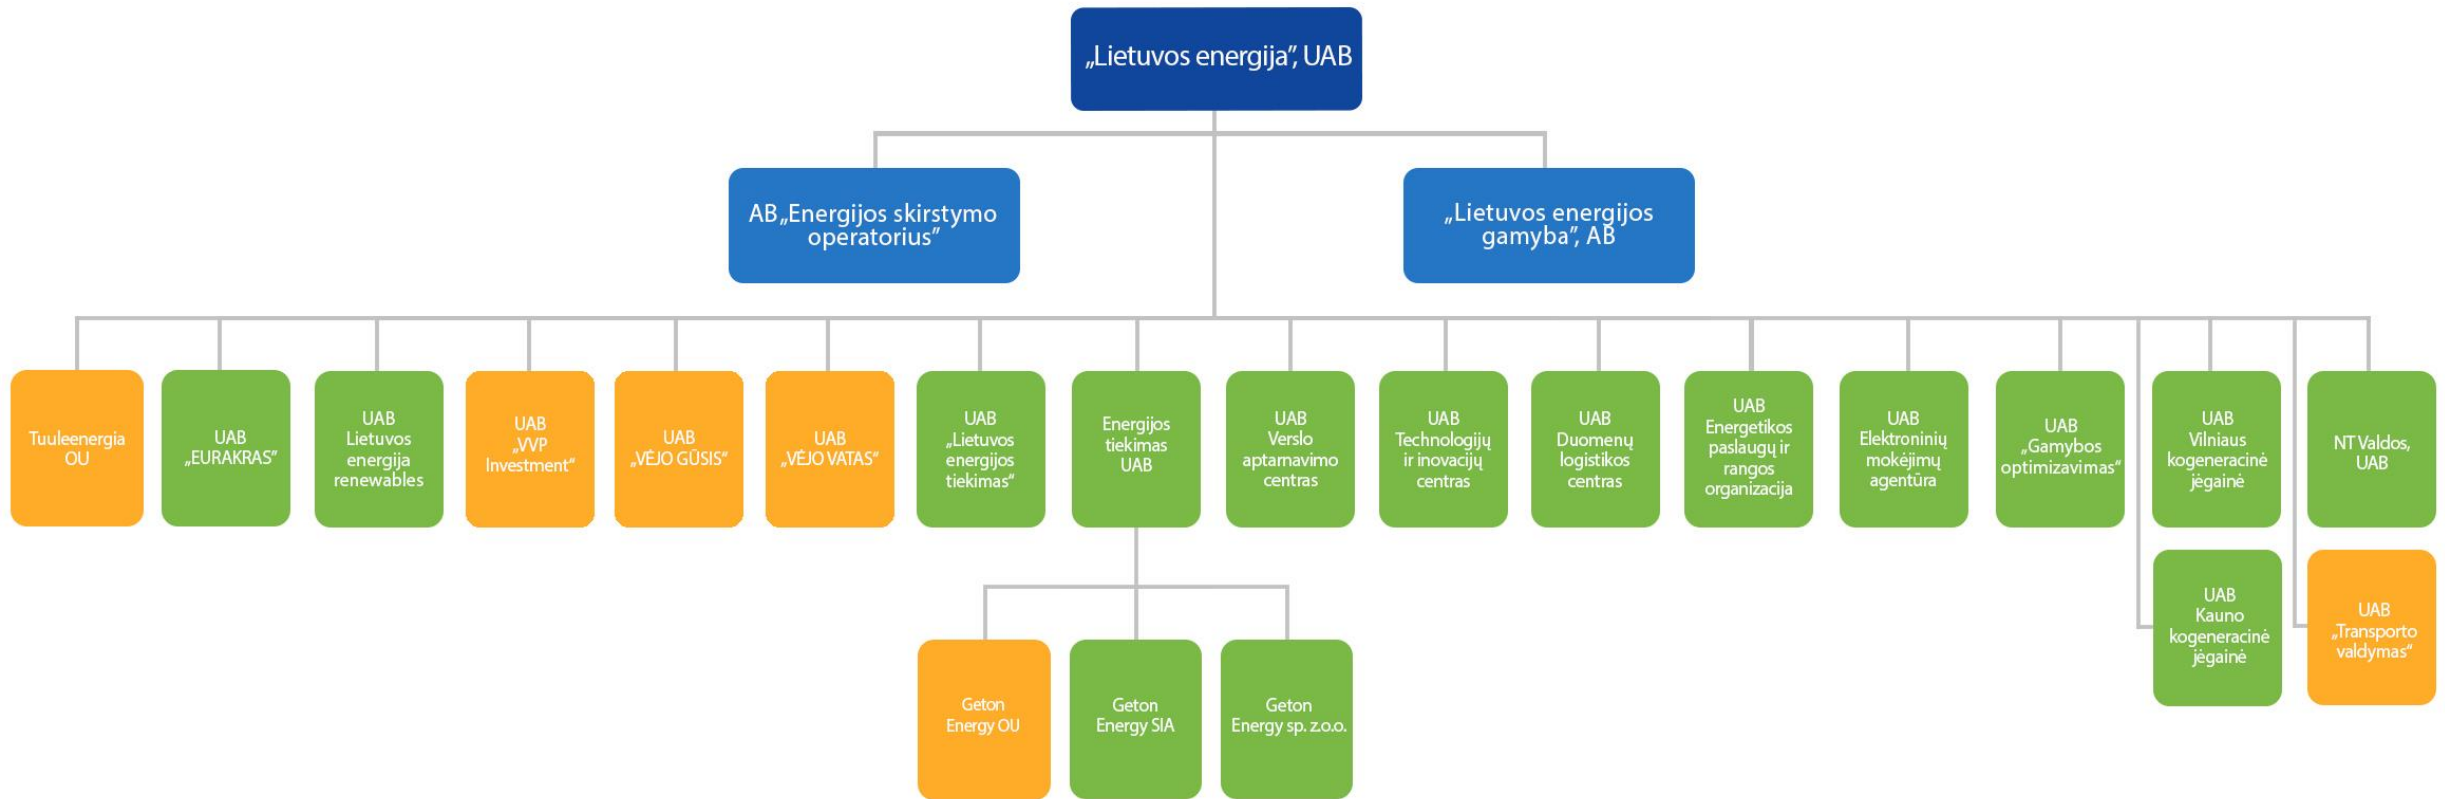 „Lietuvos energija”, UAB
AB „Energijos skirstymo
operatorius”
„Lietuvos energijos
gamyba”, AB
Tuuleenergia
OU
UAB
„EURAKRAS”
UAB
Lietuvos
energija
renewables
UAB
„VVP
Investment“
UAB
„VĖJO GŪSIS”
UAB
„VĖJO VATAS”
UAB
„Lietuvos
energijos
tiekimas“
Energijos
tiekimas
UAB
UAB
Verslo
aptarnavimo
centras
UAB
Technologijų
ir inovacijų
centras
UAB
Duomenų
logistikos
centras
UAB
Energetikos
paslaugų ir
rangos
organizacija
UAB
Elektroninių
mokėjimų
agentūra
UAB
„Gamybos
optimizavimas“
UAB
Vilniaus
kogeneracinė
jėgainė
NT Valdos,
UAB
UAB
Kauno
kogeneracinė
jėgainė
UAB
„Transporto
valdymas“
Geton
Energy OU
Geton
Energy SIA
Geton
Energy sp. z.o.o.